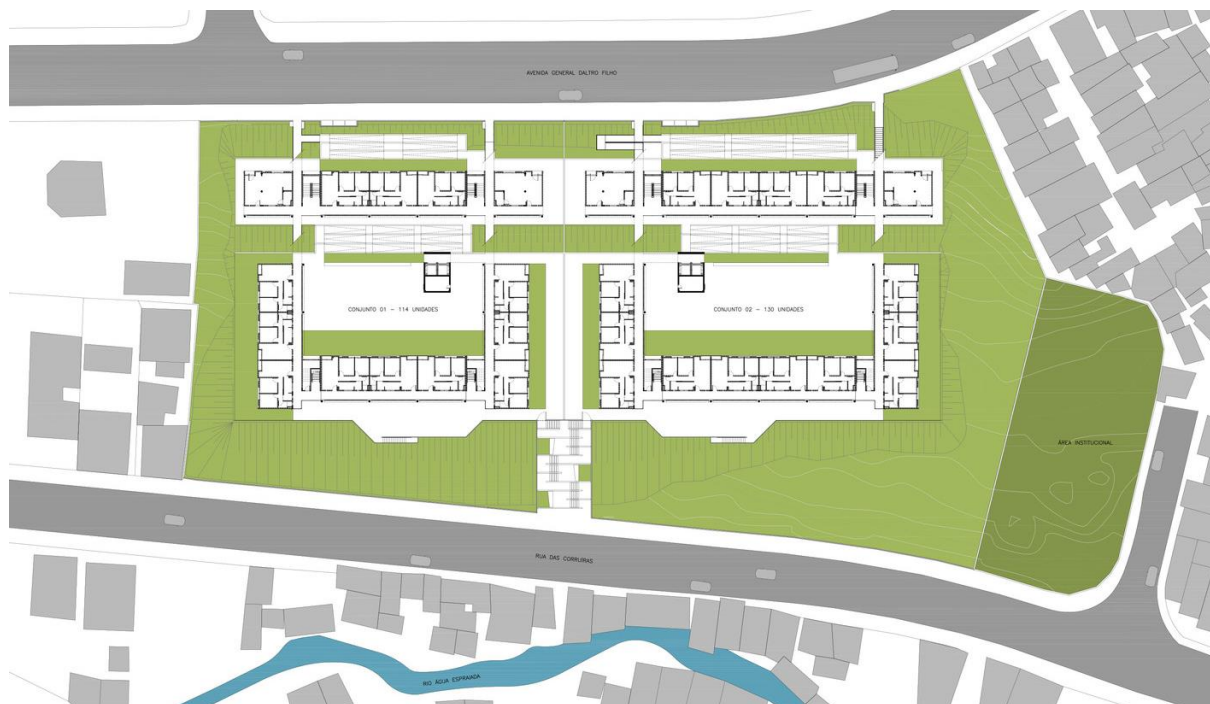 AVENIDA GENERAL DALTRO FILHO
CONJUNTO 01 – 114 UNIDADES
CONJUNTO 02 – 130 UNIDADES
ÁREA INSTITUCIONAL
RUA DAS CORRUIRAS
RIO ÁGUA ESPRAIADA